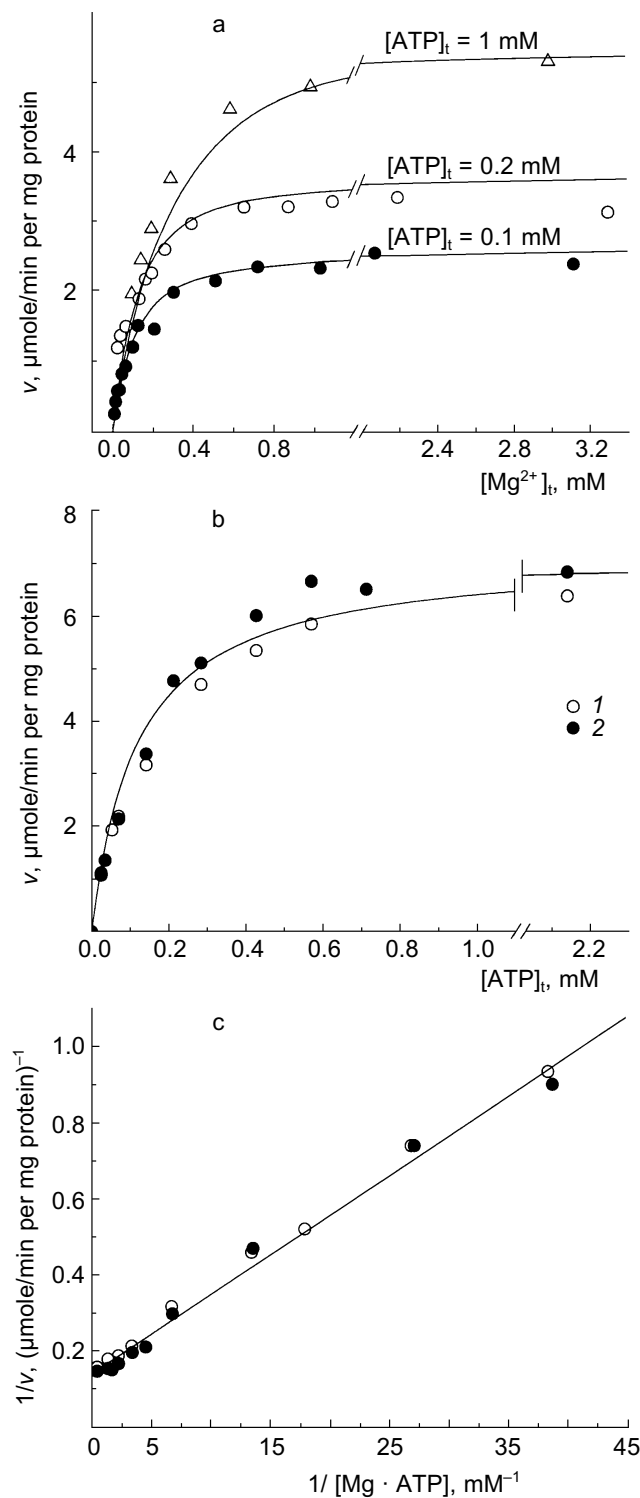 a
[ATP]t = 1 mM
[ATP]t = 0.2 mM
[ATP]t = 0.1 mM
4
2
v, µmole/min per mg protein
0.0 0.4 0.8 2.4 2.8 3.2
[Mg2+]t, mM
b
8
6
4
2
v, µmole/min per mg protein
1
2
0.0 0.2 0.4 0.6 0.8 1.0 2.2
[ATP]t, mM
c
1.0
0.8
0.6
0.4
0.2
1/v, (µmole/min per mg protein)–1
0 5 15 25 35 45
1/ [Mg · ATP], mM–1